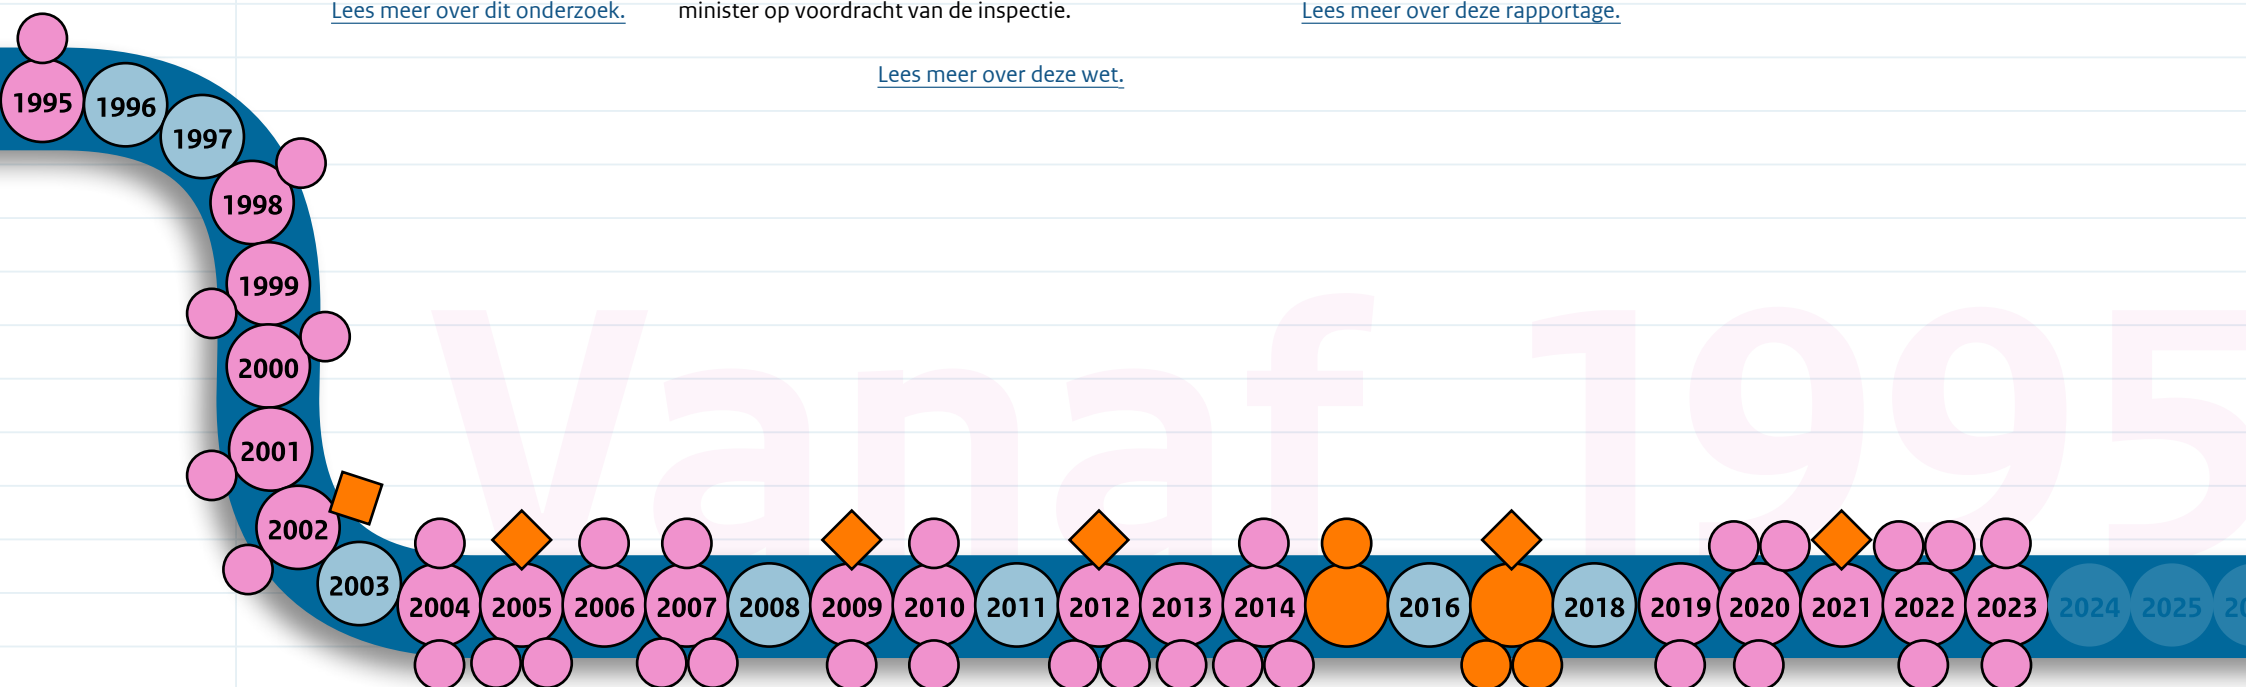 Lees meer over dit onderzoek.
minister op voordracht van de inspectie.
Lees meer over deze rapportage.
Lees meer over deze wet.
1995
1996
1997
1998
1999
2000
2001
2002
2003
Vanaf 1995
2004 2005 2006 2007 2008 2009 2010 2011 2012 2013 2014 2016 2018 2019 2020 2021 2022 2023 2024 2025 20